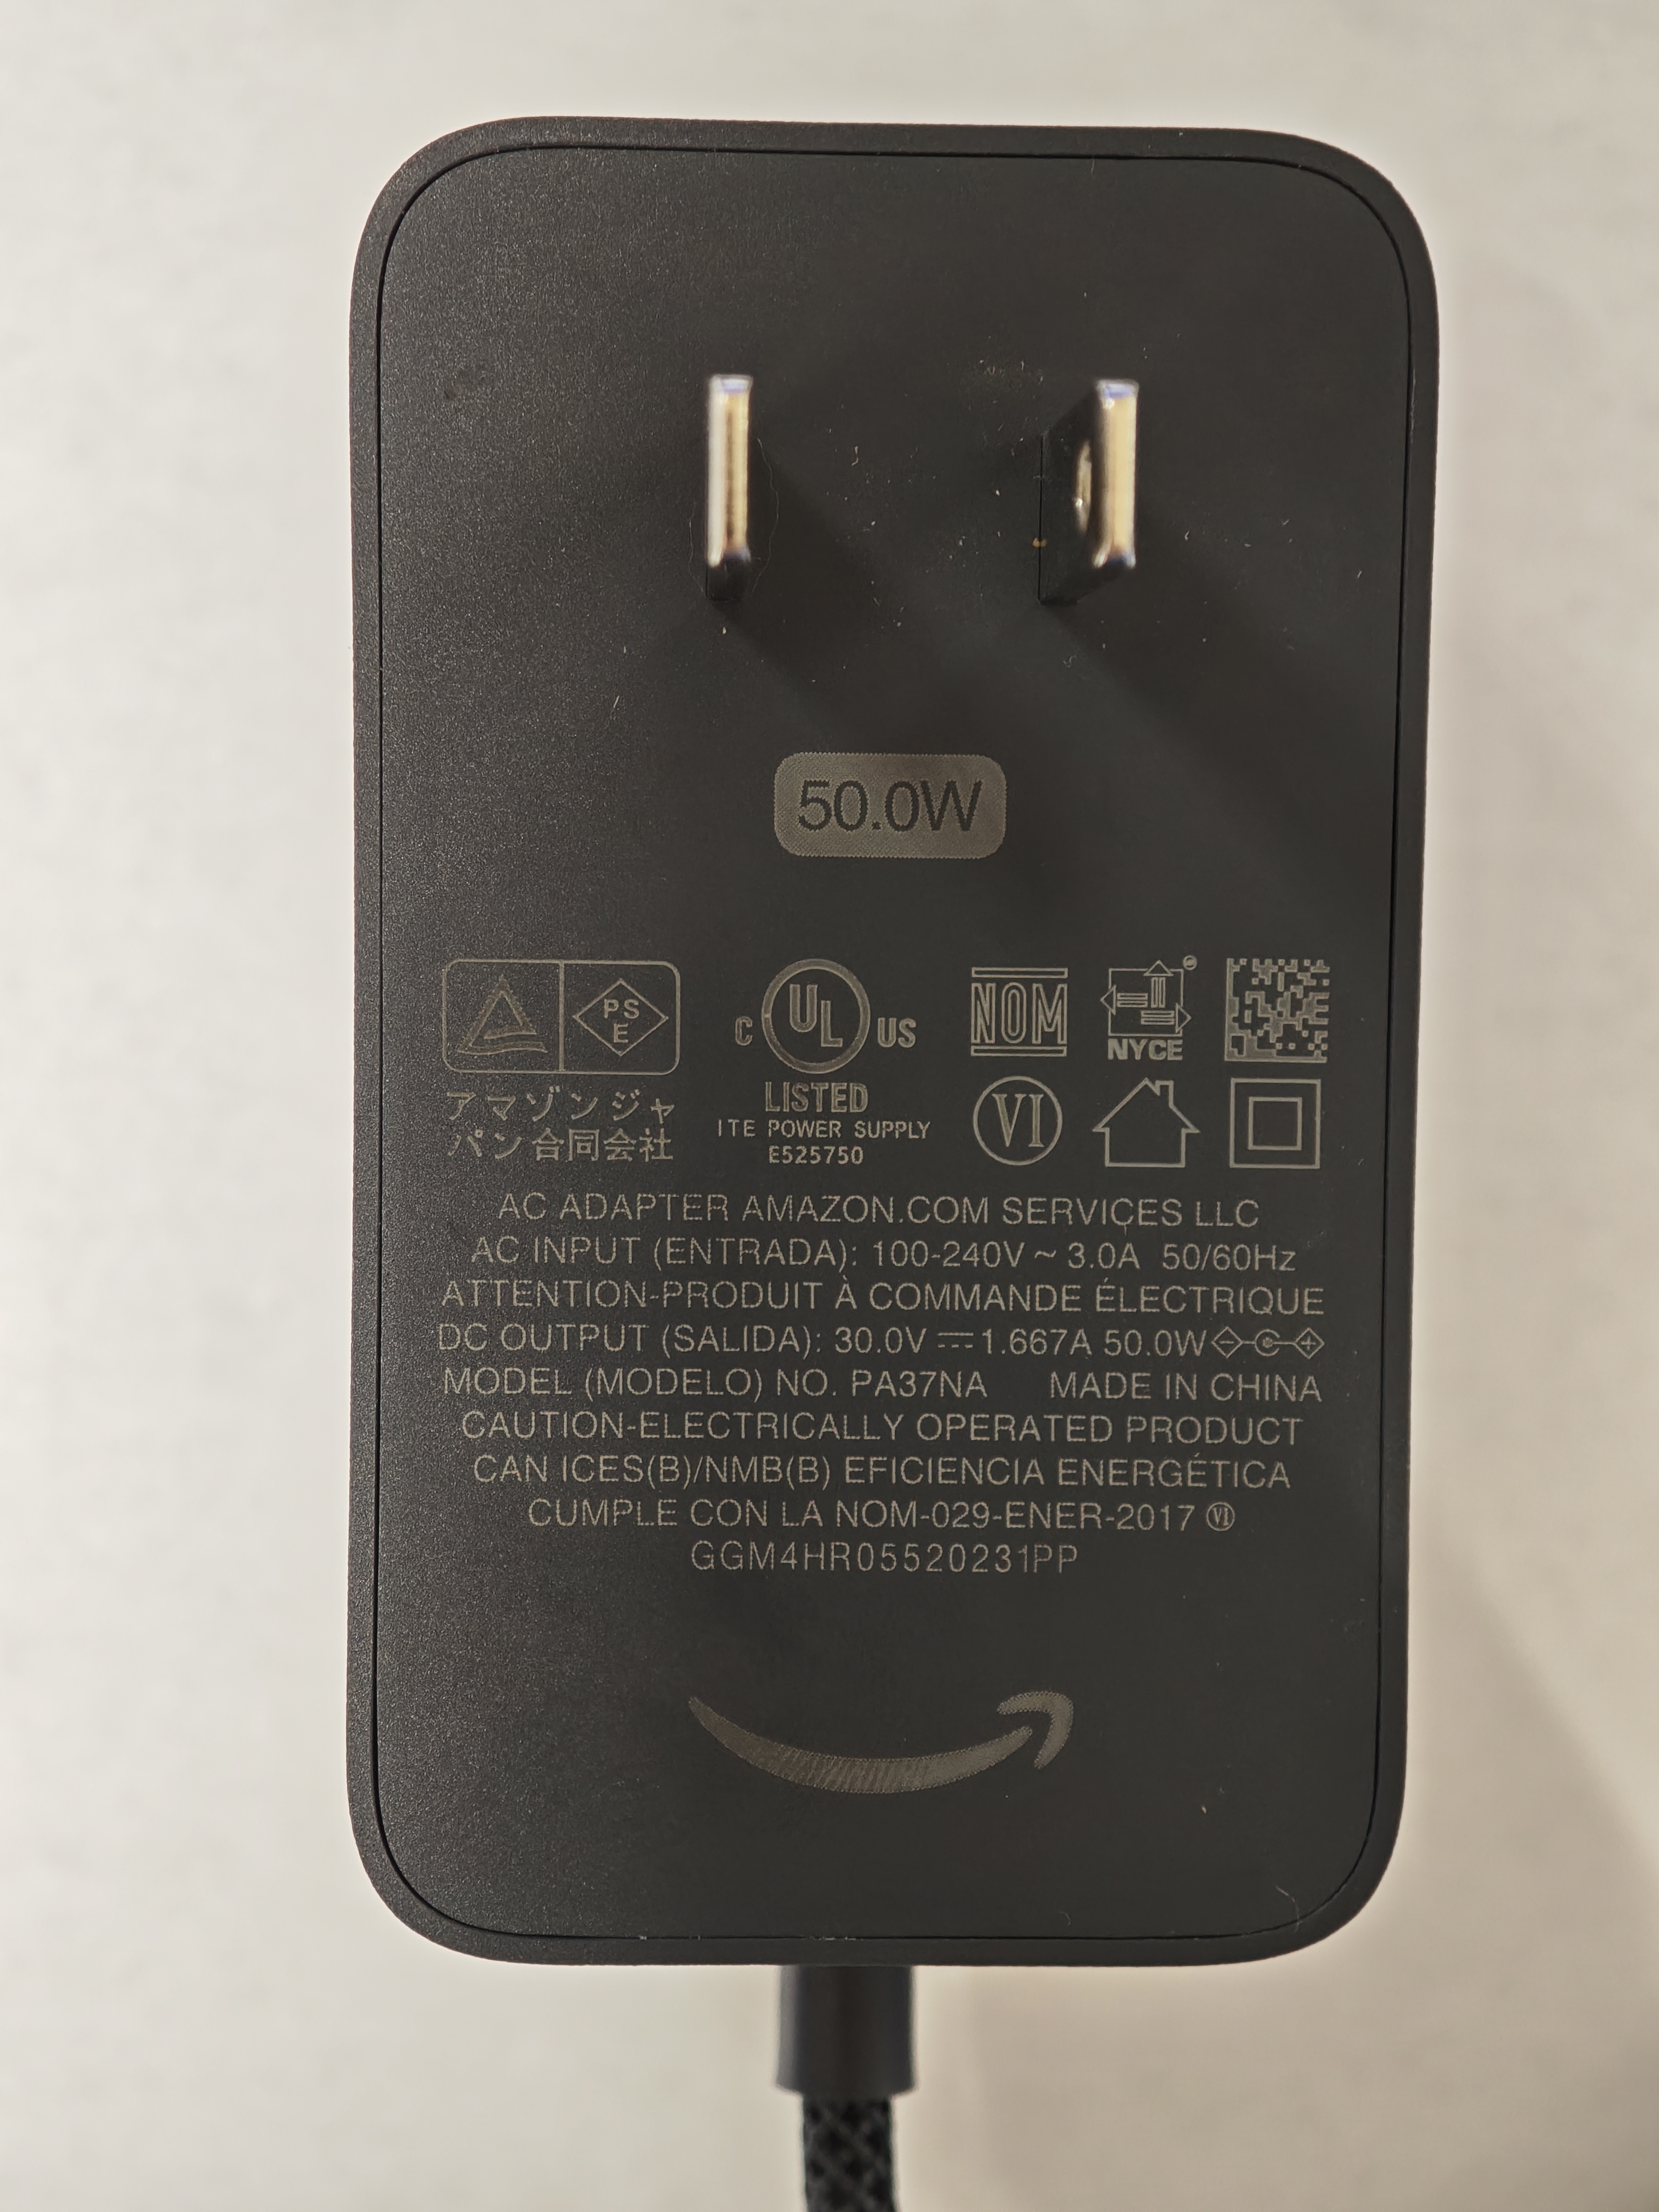 50.0W
PS
E
アマゾンジャ
パン合同会社
C UL US
LISTED
ITE POWER SUPPLY
E525750
NOM
NYCE
VI
AC ADAPTER AMAZON.COM SERVICES LLC
AC INPUT (ENTRADA): 100-240V ~ 3.0A 50/60Hz
ATTENTION-PRODUIT À COMMANDE ÉLECTRIQUE
DC OUTPUT (SALIDA): 30.0V ⎓ 1.667A 50.0W
MODEL (MODELO) NO. PA37NA MADE IN CHINA
CAUTION-ELECTRICALLY OPERATED PRODUCT
CAN ICES(B)/NMB(B) EFICIENCIA ENERGÉTICA
CUMPLE CON LA NOM-029-ENER-2017 VI
GGM4HR05520231PP